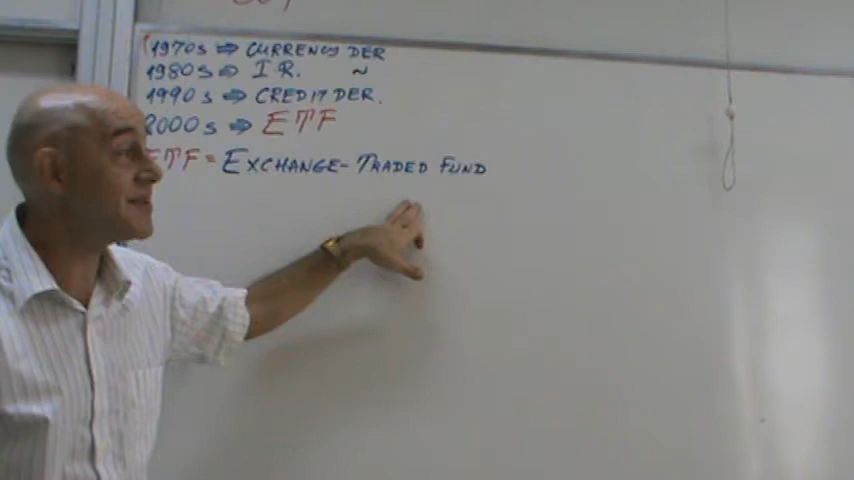 1970s ⇒ CURRENCY DER
1980s ⇒ I.R. ~
1990s ⇒ CREDIT DER.
2000s ⇒ ETF
ETF = EXCHANGE-TRADED FUND